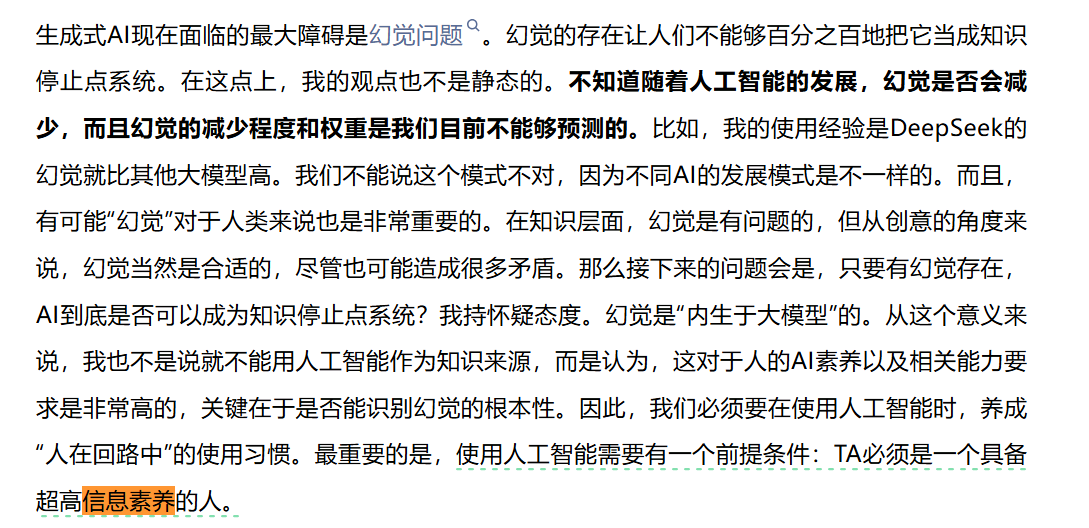 生成式AI现在面临的最大障碍是幻觉问题。幻觉的存在让人们不能够百分之百地把它当成知识
停止点系统。在这点上，我的观点也不是静态的。不知道随着人工智能的发展，幻觉是否会减
少，而且幻觉的减少程度和权重是我们目前不能够预测的。比如，我的使用经验是DeepSeek的
幻觉就比其他大模型高。我们不能说这个模式不对，因为不同AI的发展模式是不一样的。而且，
有可能“幻觉”对于人类来说也是非常重要的。在知识层面，幻觉是有问题的，但从创意的角度来
说，幻觉当然是合适的，尽管也可能造成很多矛盾。那么接下来的问题会是，只要有幻觉存在，
AI到底是否可以成为知识停止点系统？我持怀疑态度。幻觉是“内生于大模型”的。从这个意义来
说，我也不是说就不能用人工智能作为知识来源，而是认为，这对于人的AI素养以及相关能力要
求是非常高的，关键在于是否能识别幻觉的根本性。因此，我们必须要在使用人工智能时，养成
“人在回路中”的使用习惯。最重要的是，使用人工智能需要有一个前提条件：TA必须是一个具备
超高信息素养的人。